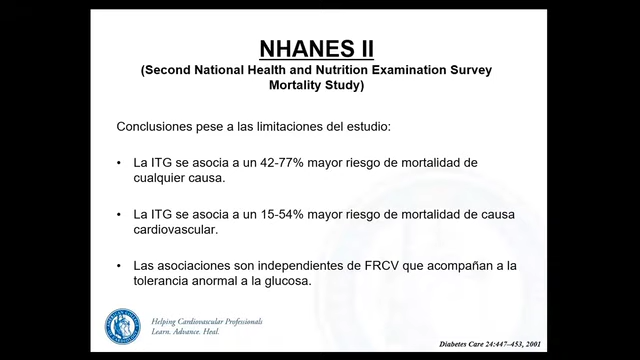 NHANES II
(Second National Health and Nutrition Examination Survey
Mortality Study)
Conclusiones pese a las limitaciones del estudio:
• La ITG se asocia a un 42-77% mayor riesgo de mortalidad de
cualquier causa.
• La ITG se asocia a un 15-54% mayor riesgo de mortalidad de causa
cardiovascular.
• Las asociaciones son independientes de FRCV que acompañan a la
tolerancia anormal a la glucosa.
Helping Cardiovascular Professionals
Learn. Advance. Heal.
Diabetes Care 24:447–453, 2001